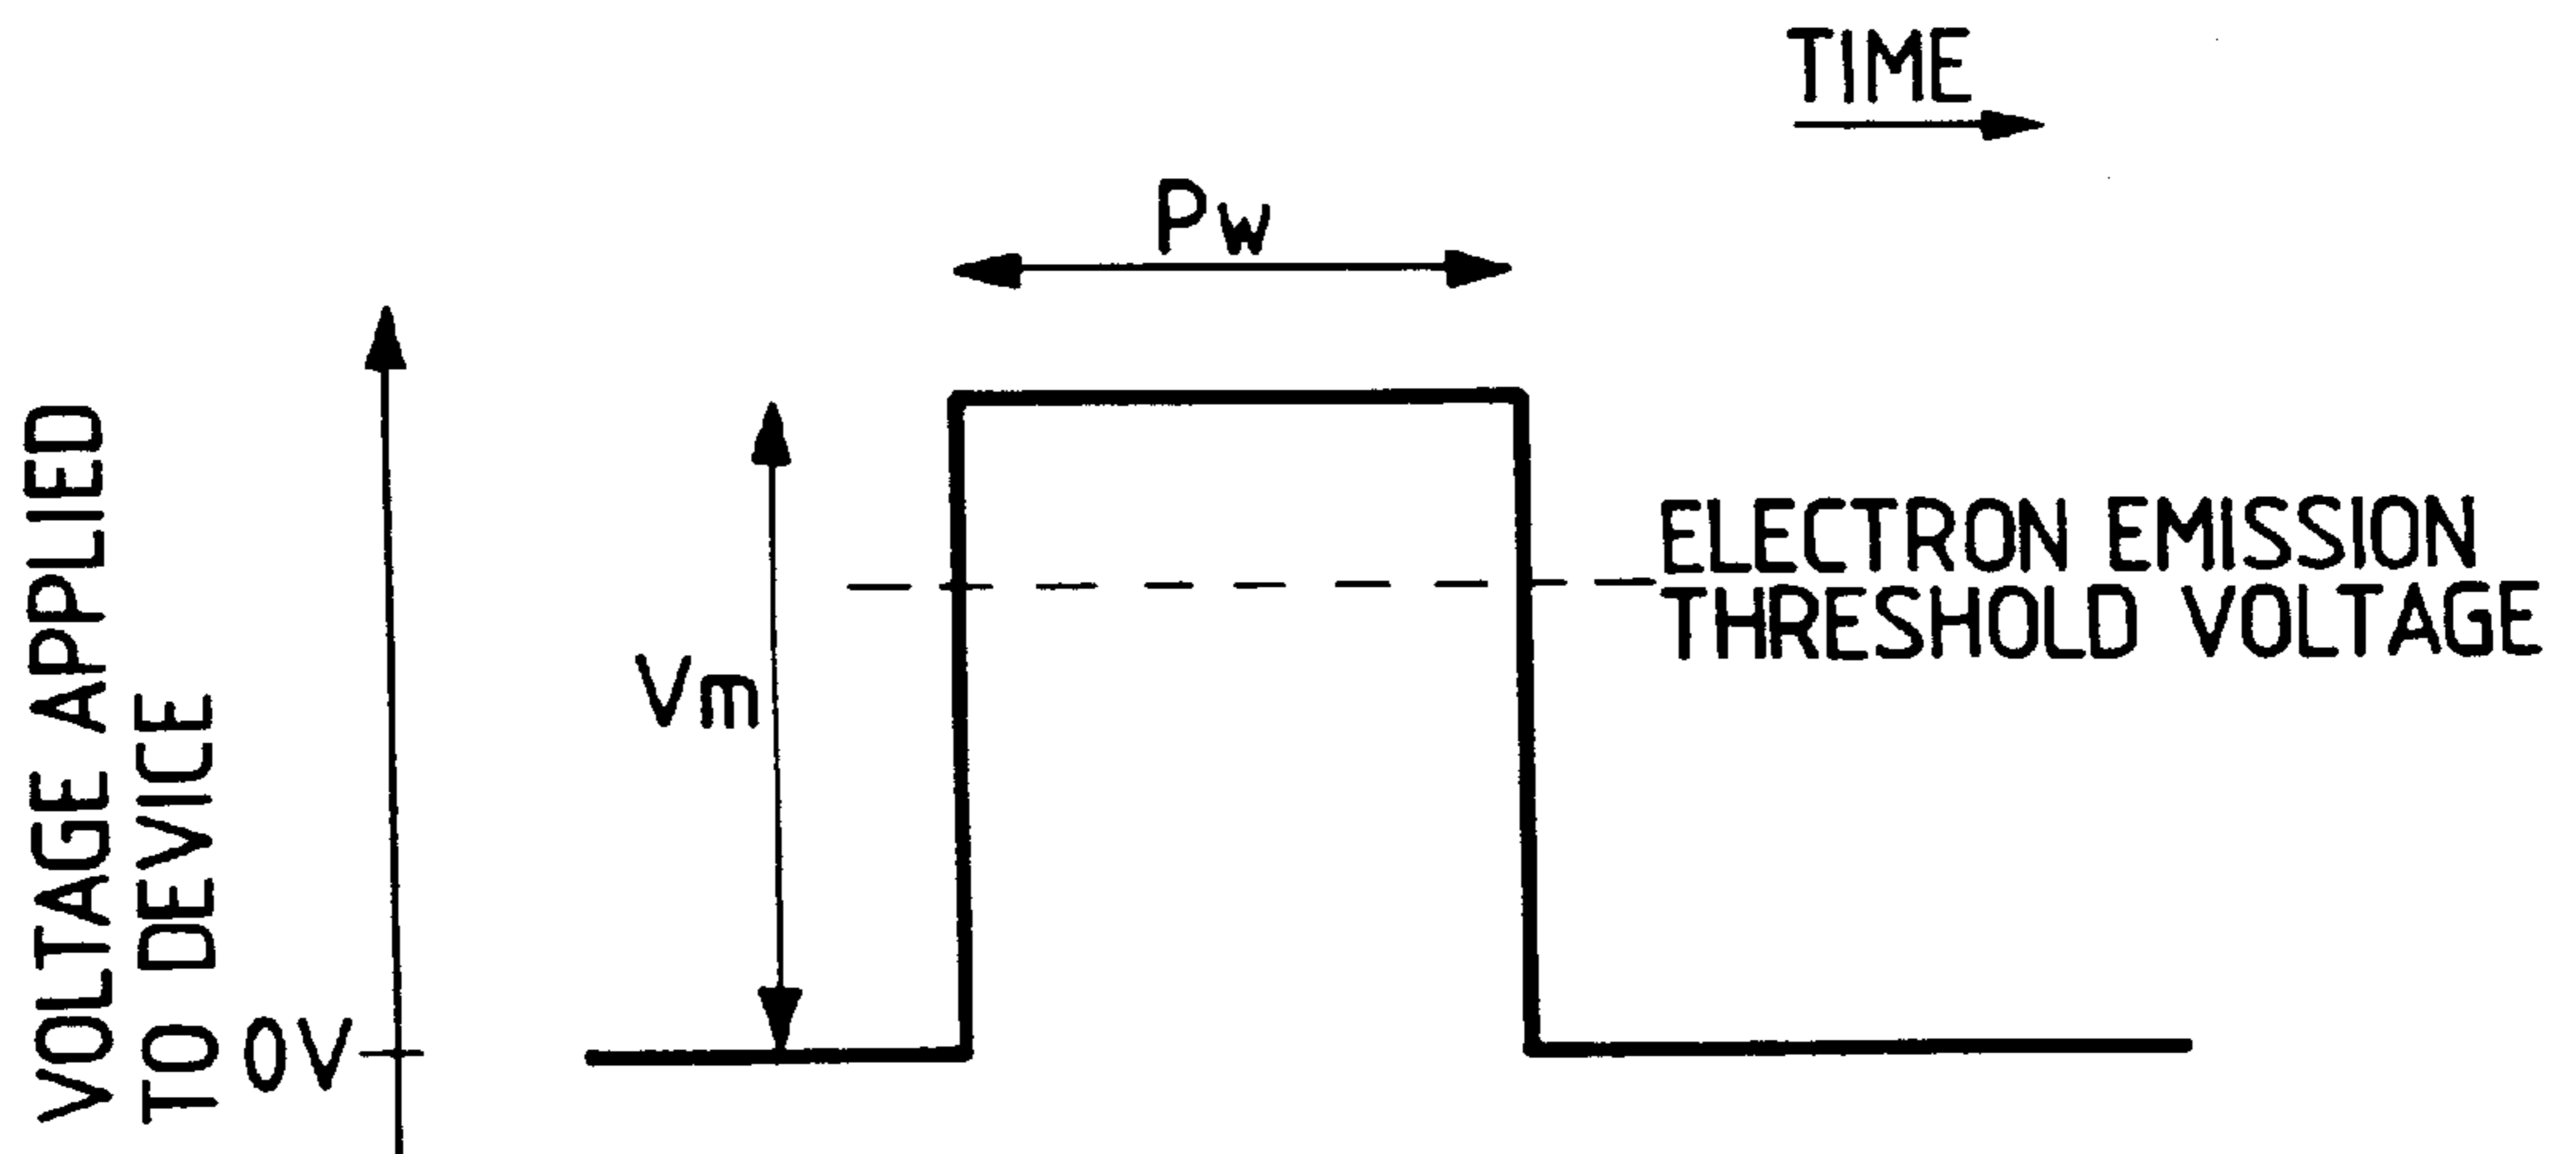 TIME
Pw
VOLTAGE APPLIED
TO DEVICE
Vm
ELECTRON EMISSION
THRESHOLD VOLTAGE
0V